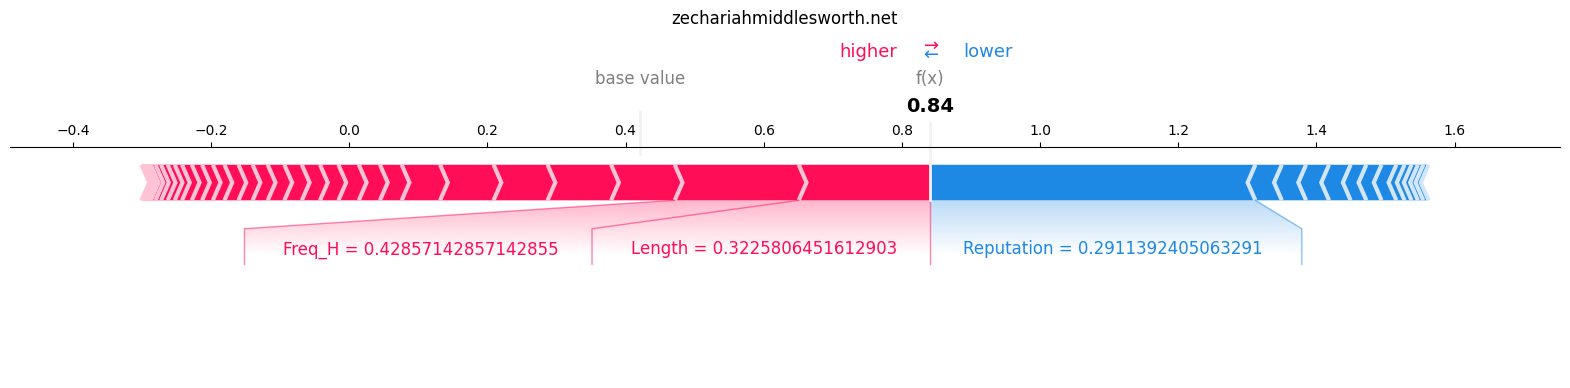 zechariahmiddlesworth.net
higher → ← lower
base value f(x)
0.84
−0.4 −0.2 0.0 0.2 0.4 0.6 0.8 1.0 1.2 1.4 1.6
Freq_H = 0.42857142857142855 Length = 0.3225806451612903 Reputation = 0.2911392405063291